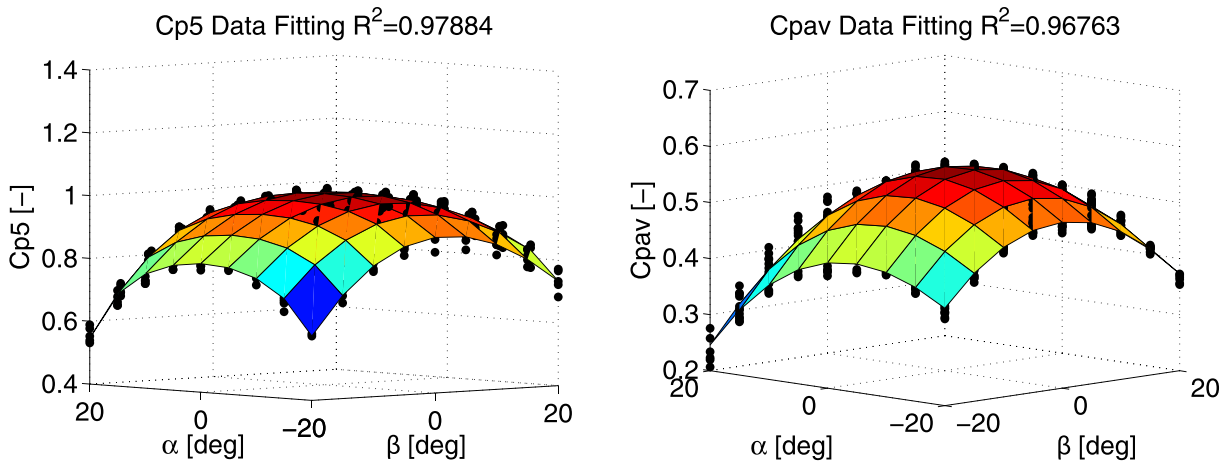 Cp5 Data Fitting R²=0.97884
1.4
1.2
1
0.8
0.6
0.4
Cp5 [−]
20
0
−20
0
20
α [deg]
β [deg]
Cpav Data Fitting R²=0.96763
0.7
0.6
0.5
0.4
0.3
0.2
Cpav [−]
20
0
−20
−20
0
20
α [deg]
β [deg]